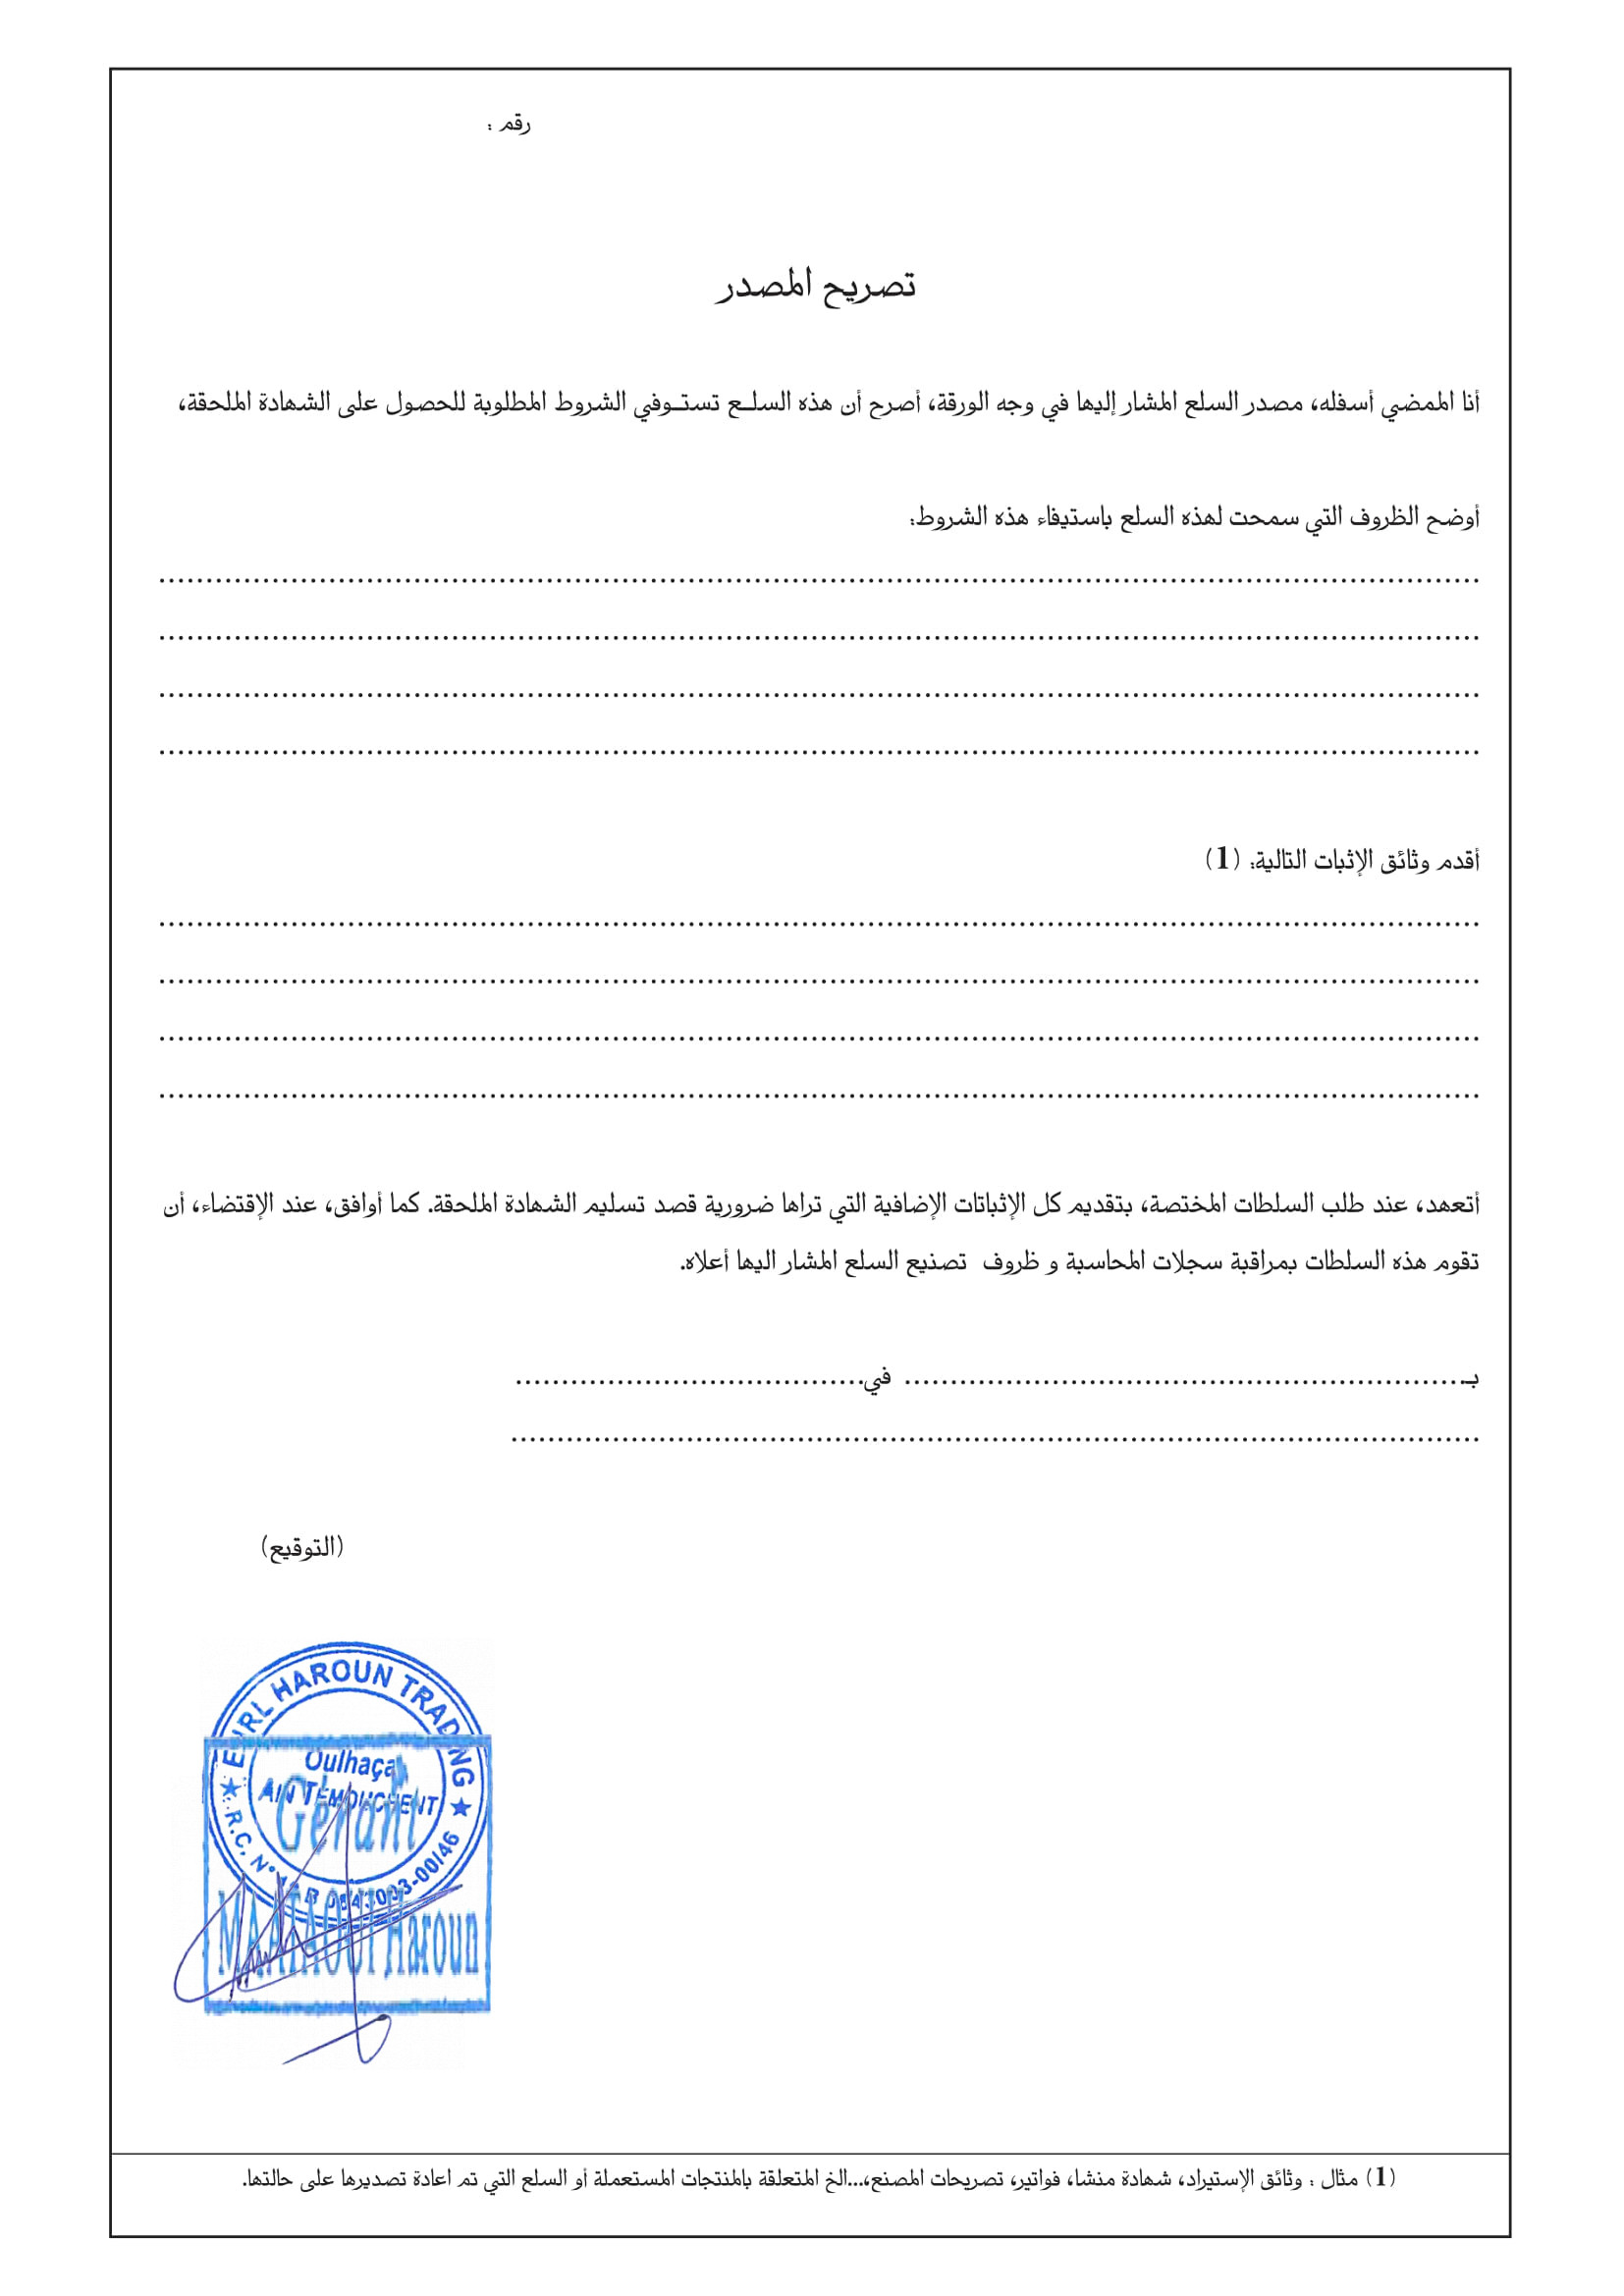 رقم :
تصريح المصدر
أنا الممضي أسفله، مصدر السلع المشار إليها في وجه الورقة، أصرح أن هذه السلـع تستـوفي الشروط المطلوبة للحصول على الشهادة الملحقة،
أوضح الظروف التي سمحت لهذه السلع باستيفاء هذه الشروط:
أقدم وثائق الإثبات التالية: (1)
أتعهد، عند طلب السلطات المختصة، بتقديم كل الإثباتات الإضافية التي تراها ضرورية قصد تسليم الشهادة الملحقة. كما أوافق، عند الإقتضاء، أن
تقوم هذه السلطات بمراقبة سجلات المحاسبة و ظروف تصنيع السلع المشار اليها أعلاه.
بـ.............................................................. في......................................
(التوقيع)
EURL HAROUN TRADING
Oulhaça
AIN TEMOUCHENT
Gérant
R.C. N°
MAATAOUI Haroun
(1) مثال : وثائق الإستيراد، شهادة منشا، فواتير، تصريحات المصنع،...الخ المتعلقة بالمنتجات المستعملة أو السلع التي تم اعادة تصديرها على حالتها.